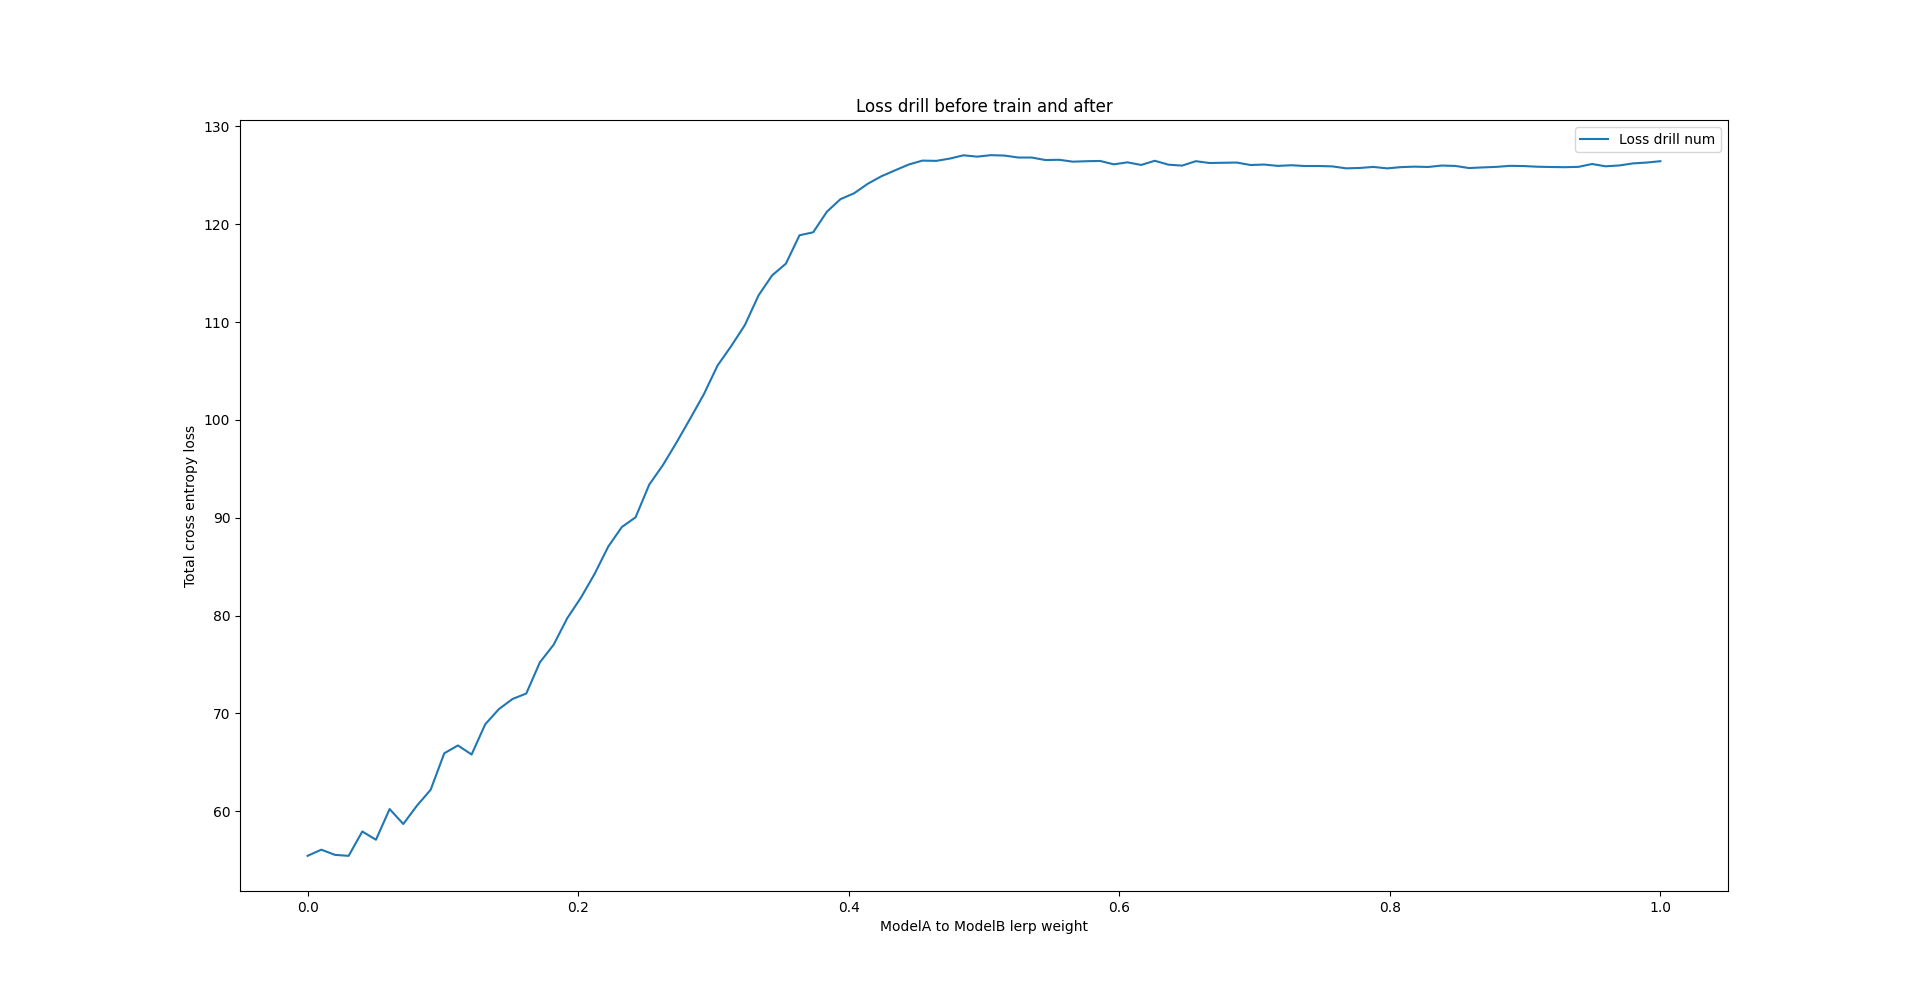 Loss drill before train and after
Loss drill num
130
120
110
100
90
80
70
60
Total cross entropy loss
0.0 0.2 0.4 0.6 0.8 1.0
ModelA to ModelB lerp weight